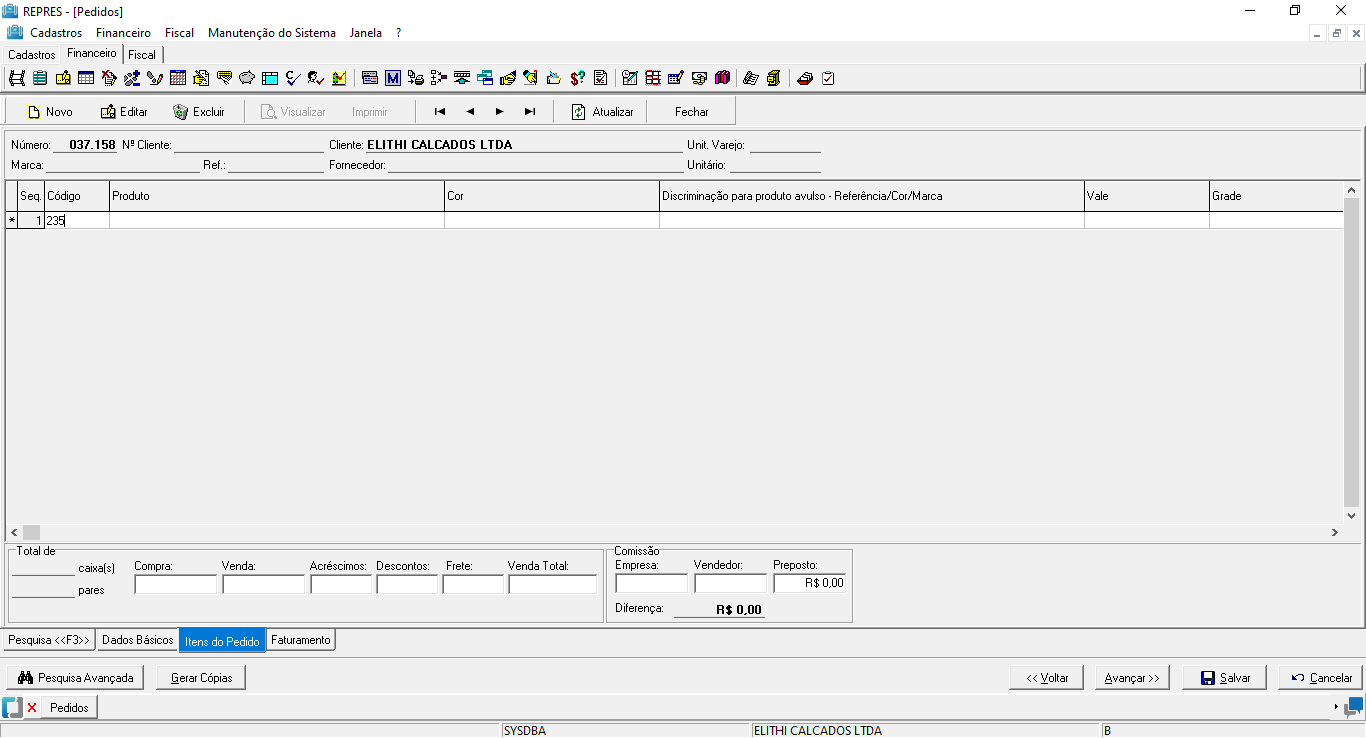 REPRES - [Pedidos]
Cadastros Financeiro Fiscal Manutenção do Sistema Janela ?
Cadastros Financeiro Fiscal
Novo Editar Excluir Visualizar Imprimir Atualizar Fechar
Número: 037.158 Nº Cliente: Cliente: ELITHI CALCADOS LTDA Unit. Varejo:
Marca: Ref.: Fornecedor: Unitário:
Seq. Código Produto Cor Discriminação para produto avulso - Referência/Cor/Marca Vale Grade
* 1 235
Total de Comissão
caixa(s) Compra: Venda: Acréscimos: Descontos: Frete: Venda Total: Empresa: Vendedor: Preposto:
R$ 0,00
pares
Diferença: R$ 0,00
Pesquisa <<F3>> Dados Básicos Itens do Pedido Faturamento
Pesquisa Avançada Gerar Cópias << Voltar Avançar >> Salvar Cancelar
Pedidos
SYSDBA ELITHI CALCADOS LTDA B